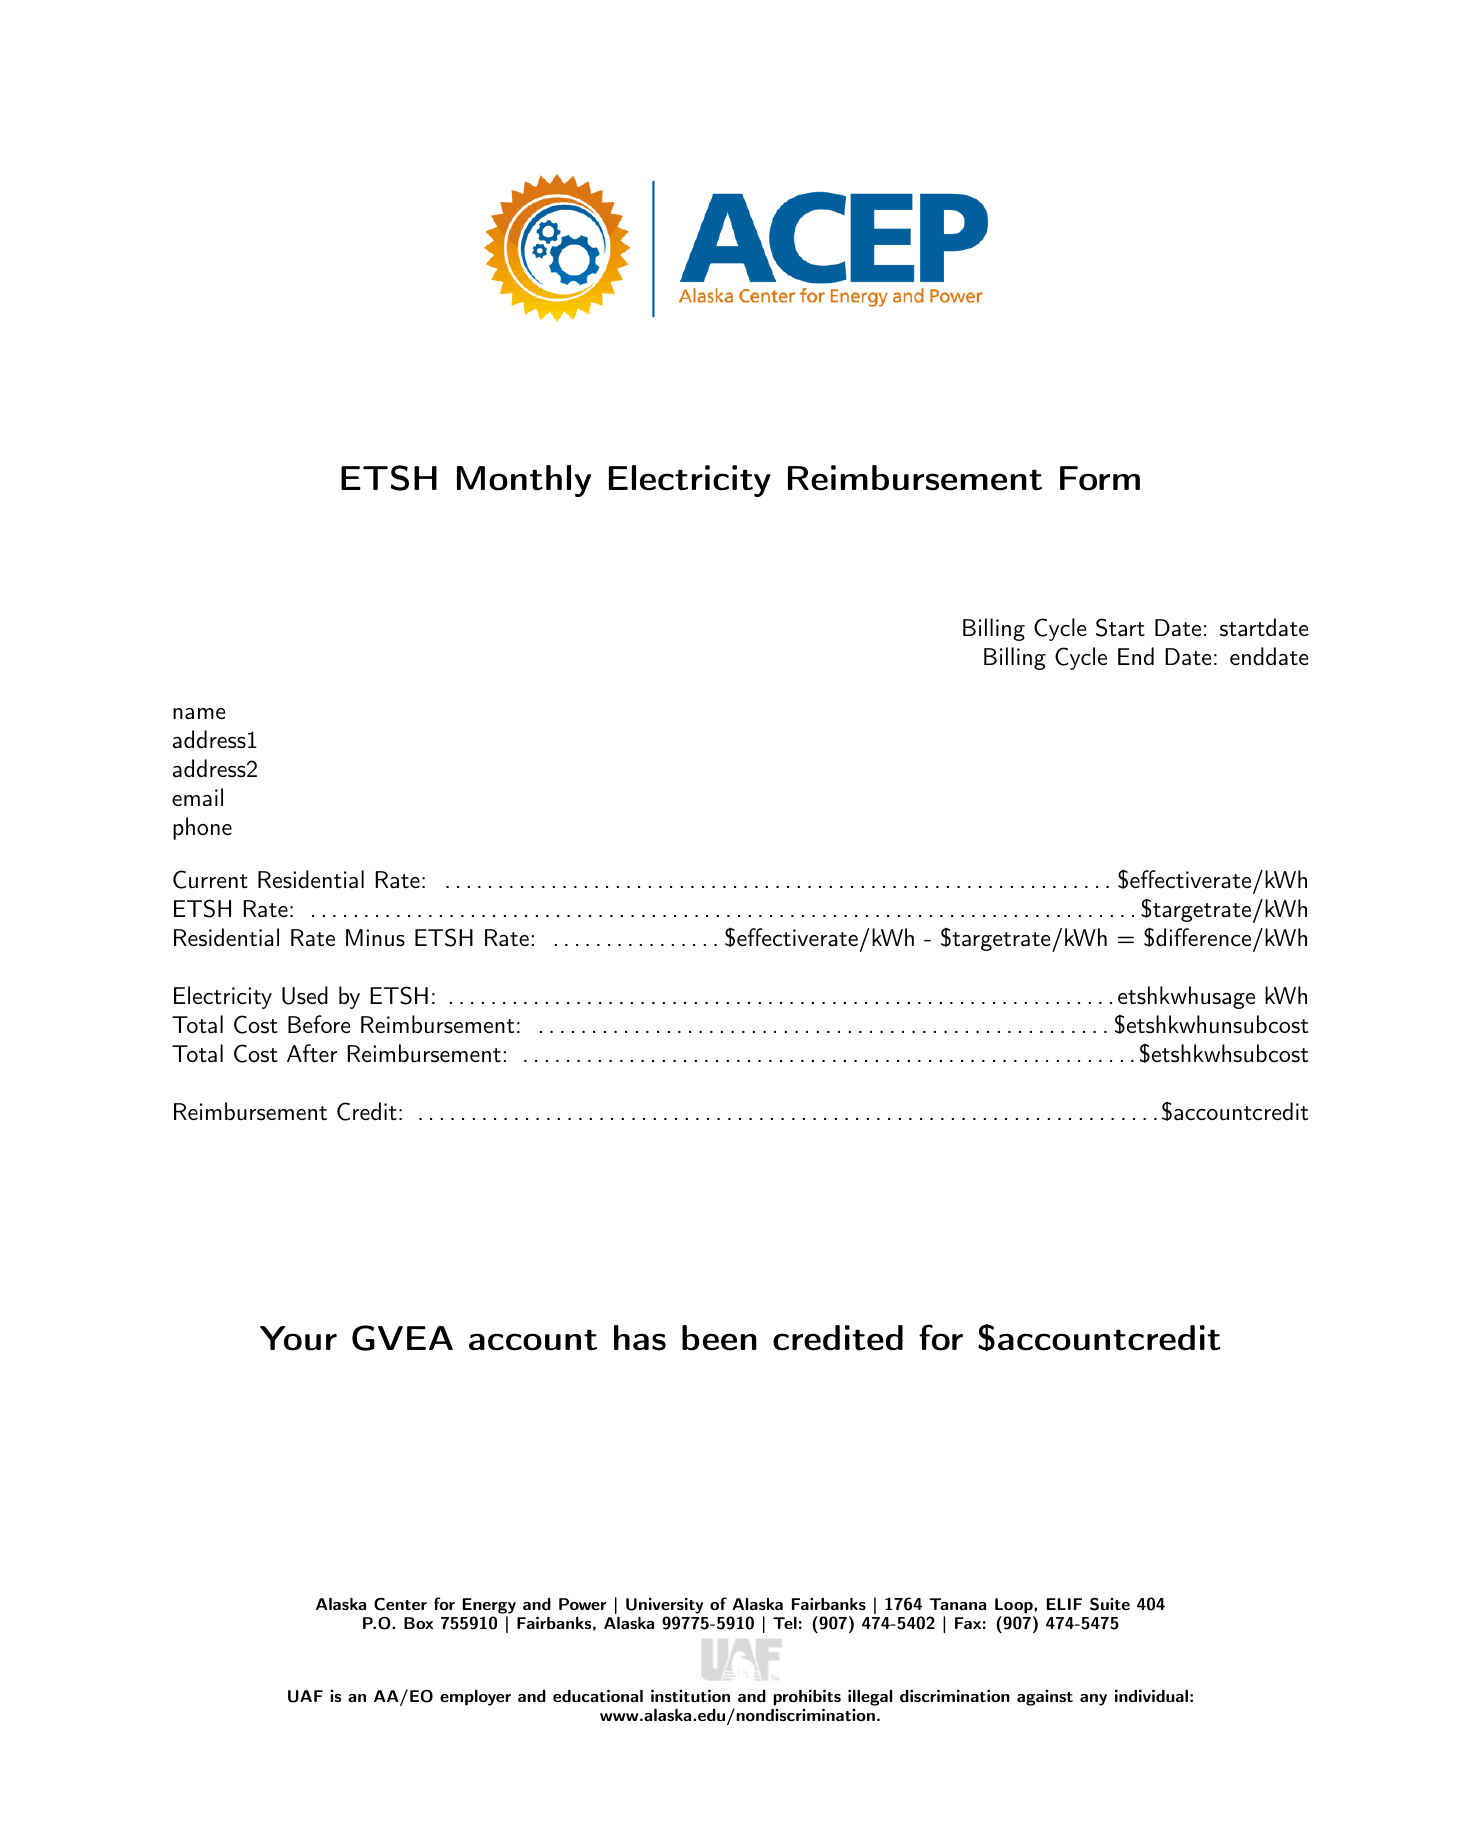 ACEP
Alaska Center for Energy and Power
ETSH Monthly Electricity Reimbursement Form
Billing Cycle Start Date: startdate
Billing Cycle End Date: enddate
name
address1
address2
email
phone
Current Residential Rate: ........................................................... $effectiverate/kWh
ETSH Rate: ........................................................................... $targetrate/kWh
Residential Rate Minus ETSH Rate: ................ $effectiverate/kWh - $targetrate/kWh = $difference/kWh
Electricity Used by ETSH: ........................................................... etshkwhusage kWh
Total Cost Before Reimbursement: .................................................... $etshkwhunsubcost
Total Cost After Reimbursement: ........................................................ $etshkwhsubcost
Reimbursement Credit: .................................................................... $accountcredit
Your GVEA account has been credited for $accountcredit
Alaska Center for Energy and Power | University of Alaska Fairbanks | 1764 Tanana Loop, ELIF Suite 404
P.O. Box 755910 | Fairbanks, Alaska 99775-5910 | Tel: (907) 474-5402 | Fax: (907) 474-5475
UAF
UAF is an AA/EO employer and educational institution and prohibits illegal discrimination against any individual:
www.alaska.edu/nondiscrimination.